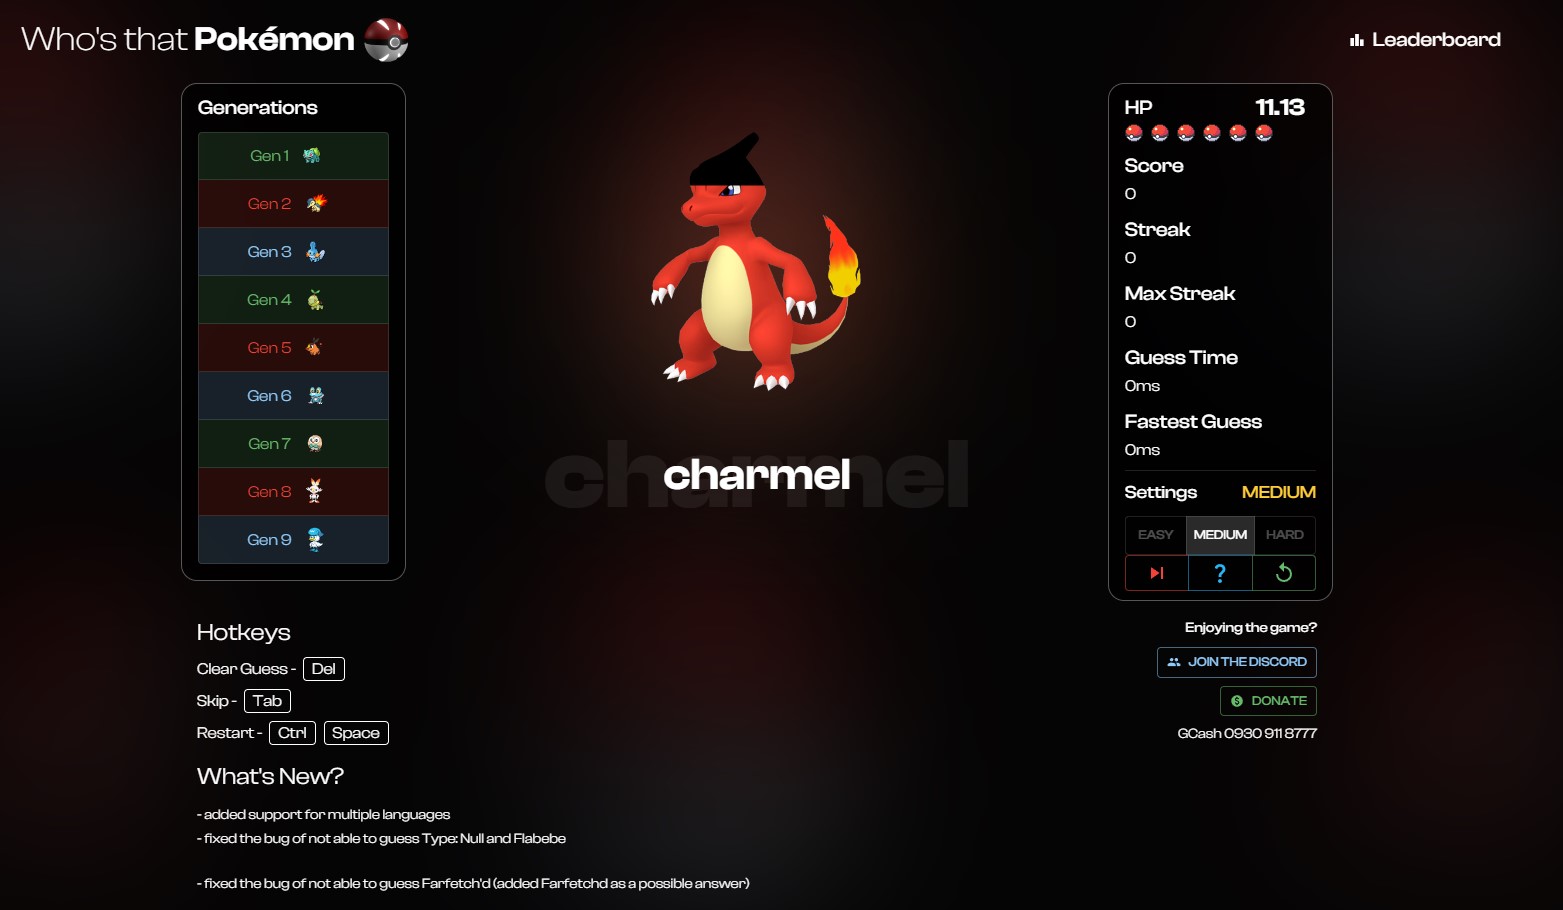 Who's that Pokémon
Leaderboard
Generations
Gen 1
Gen 2
Gen 3
Gen 4
Gen 5
Gen 6
Gen 7
Gen 8
Gen 9
Hotkeys
Clear Guess - Del
Skip - Tab
Restart - Ctrl Space
What's New?
- added support for multiple languages
- fixed the bug of not able to guess Type: Null and Flabebe
- fixed the bug of not able to guess Farfetch'd (added Farfetchd as a possible answer)
charmel
charmel
HP 11.13
Score
0
Streak
0
Max Streak
0
Guess Time
0ms
Fastest Guess
0ms
Settings MEDIUM
EASY MEDIUM HARD
?
Enjoying the game?
JOIN THE DISCORD
$ DONATE
GCash 0930 911 8777